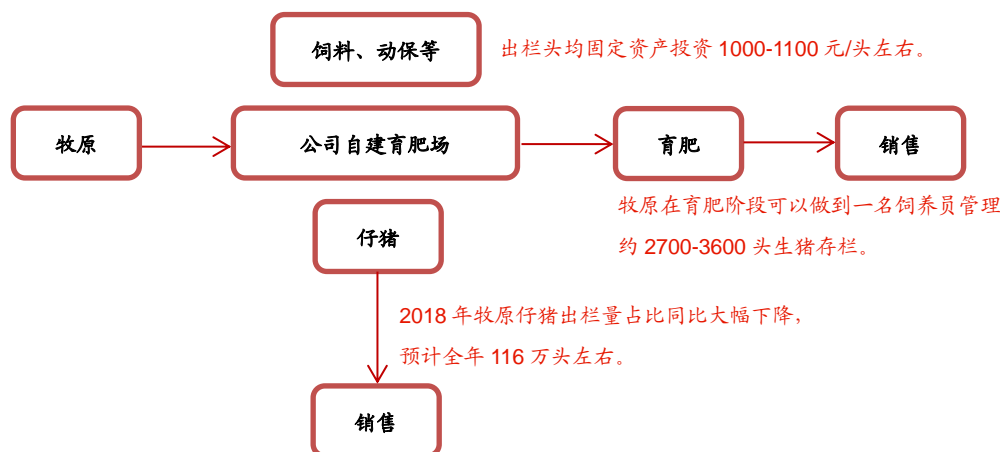 饲料、动保等
出栏头均固定资产投资 1000-1100 元/头左右。
牧原
公司自建育肥场
育肥
销售
牧原在育肥阶段可以做到一名饲养员管理
约 2700-3600 头生猪存栏。
仔猪
2018 年牧原仔猪出栏量占比同比大幅下降，
预计全年 116 万头左右。
销售